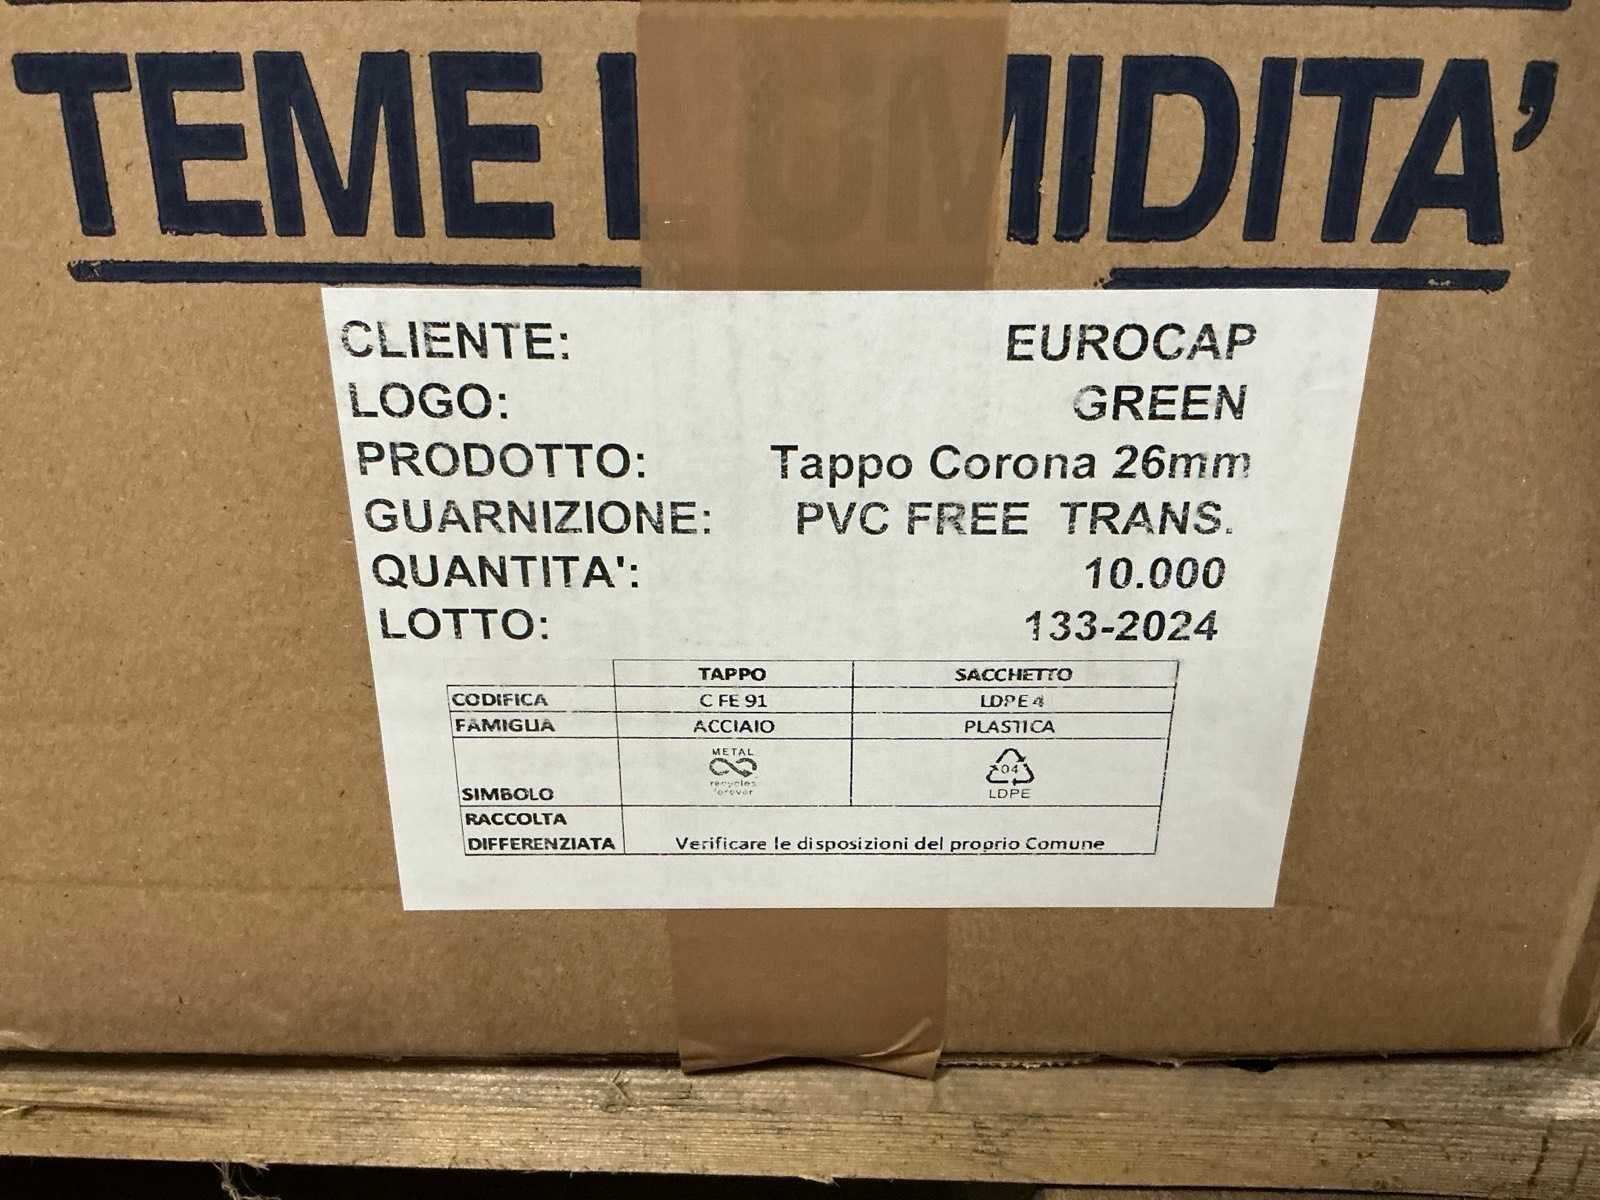 TEME L'UMIDITA'
CLIENTE: EUROCAP
LOGO: GREEN
PRODOTTO: Tappo Corona 26mm
GUARNIZIONE: PVC FREE TRANS.
QUANTITA': 10.000
LOTTO: 133-2024
TAPPO SACCHETTO
CODIFICA C FE 91 LDPE 4
FAMIGLIA ACCIAIO PLASTICA
METAL
recycles
forever
04
LDPE
SIMBOLO
RACCOLTA
DIFFERENZIATA Verificare le disposizioni del proprio Comune